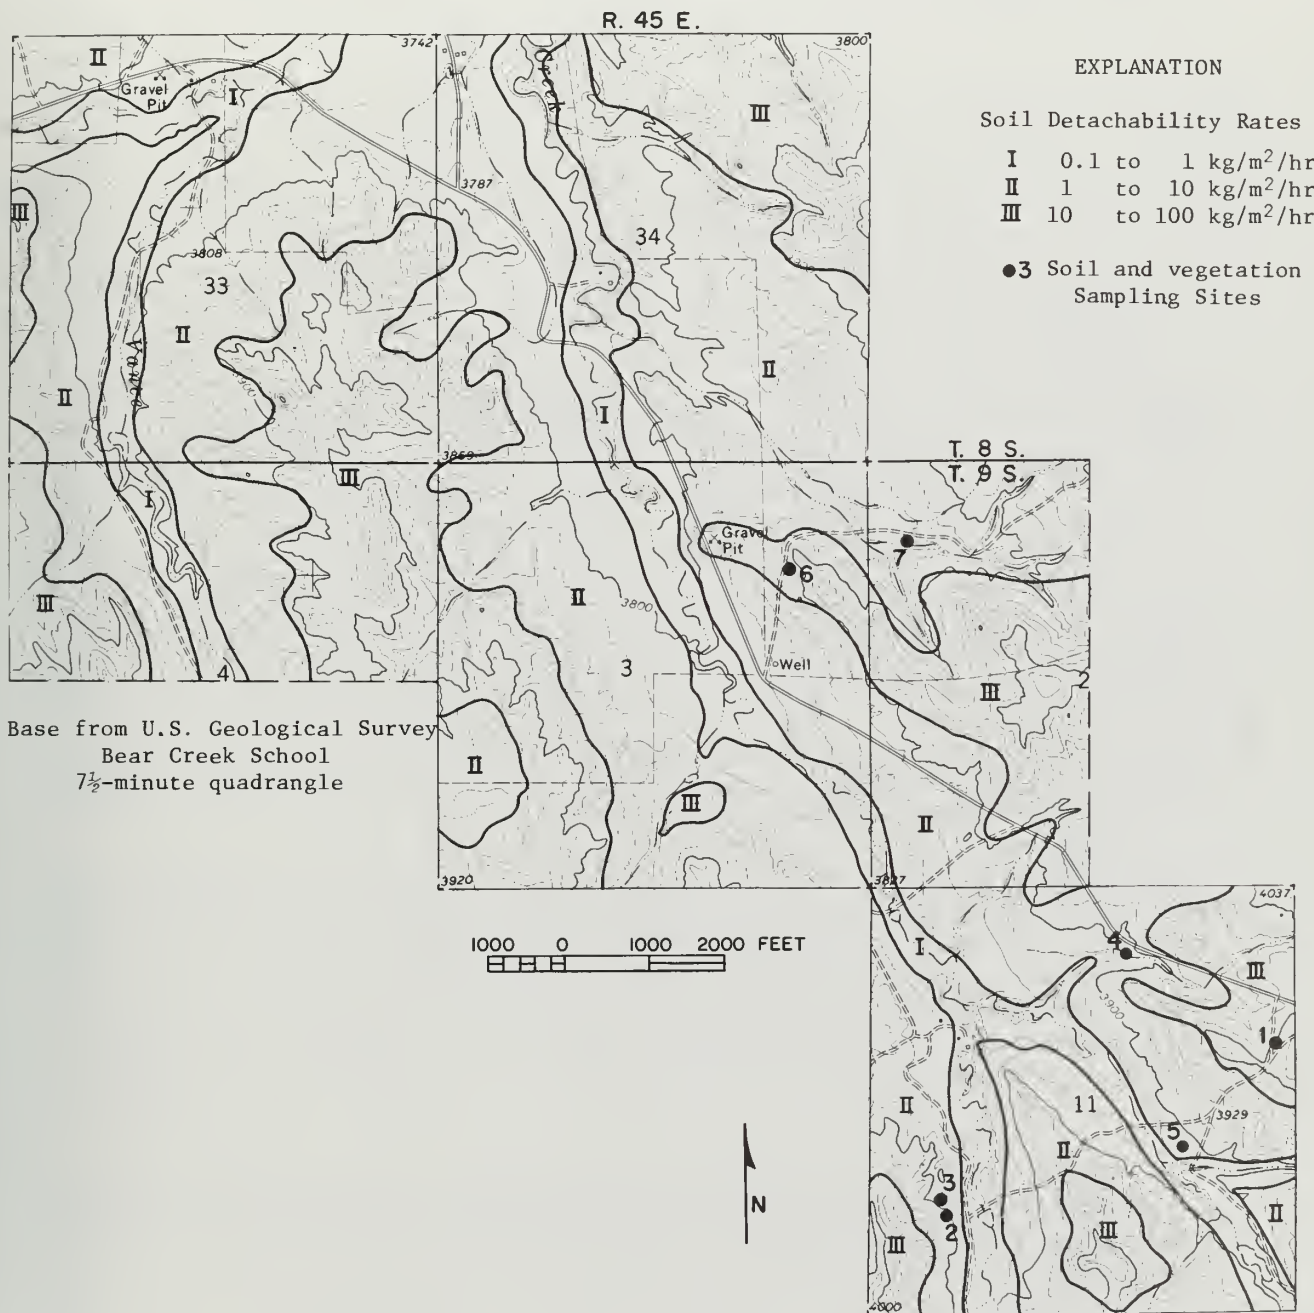 R. 45 E.
EXPLANATION
Soil Detachability Rates
I 0.1 to 1 kg/m²/hr
II 1 to 10 kg/m²/hr
III 10 to 100 kg/m²/hr
●3 Soil and vegetation
Sampling Sites
II
3742
3800
Gravel
Pit
I
Creek
III
3787
III
34
3808
33
II
Youte
II
II
3900
I
3869
T. 8 S.
T. 9 S.
III
I
Gravel
Pit
7
6
III
II
3800
Well
3
III
2
4
Base from U.S. Geological Survey
Bear Creek School
7½-minute quadrangle
II
III
II
3920
3827
4037
1000 0 1000 2000 FEET
I
4
III
3900
1
II
11
3929
5
II
3
2
II
III
III
N
4000